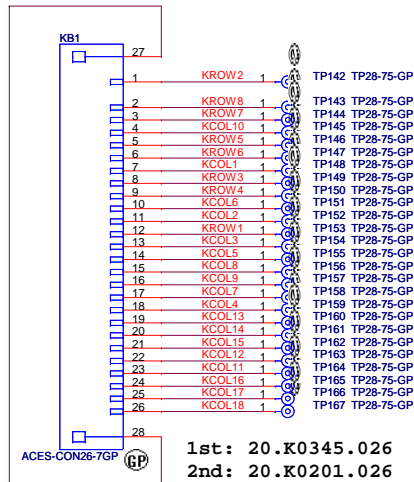 KB1
27
1 KROW2 1 TP142 TP28-75-GP
2 KROW8 1 TP143 TP28-75-GP
3 KROW7 1 TP144 TP28-75-GP
4 KCOL10 1 TP145 TP28-75-GP
5 KROW5 1 TP146 TP28-75-GP
6 KROW6 1 TP147 TP28-75-GP
7 KCOL1 1 TP148 TP28-75-GP
8 KROW3 1 TP149 TP28-75-GP
9 KROW4 1 TP150 TP28-75-GP
10 KCOL6 1 TP151 TP28-75-GP
11 KCOL2 1 TP152 TP28-75-GP
12 KROW1 1 TP153 TP28-75-GP
13 KCOL3 1 TP154 TP28-75-GP
14 KCOL5 1 TP155 TP28-75-GP
15 KCOL8 1 TP156 TP28-75-GP
16 KCOL9 1 TP157 TP28-75-GP
17 KCOL7 1 TP158 TP28-75-GP
18 KCOL4 1 TP159 TP28-75-GP
19 KCOL13 1 TP160 TP28-75-GP
20 KCOL14 1 TP161 TP28-75-GP
21 KCOL15 1 TP162 TP28-75-GP
22 KCOL12 1 TP163 TP28-75-GP
23 KCOL11 1 TP164 TP28-75-GP
24 KCOL16 1 TP165 TP28-75-GP
25 KCOL17 1 TP166 TP28-75-GP
26 KCOL18 1 TP167 TP28-75-GP
28
ACES-CON26-7GP GP
1st: 20.K0345.026
2nd: 20.K0201.026